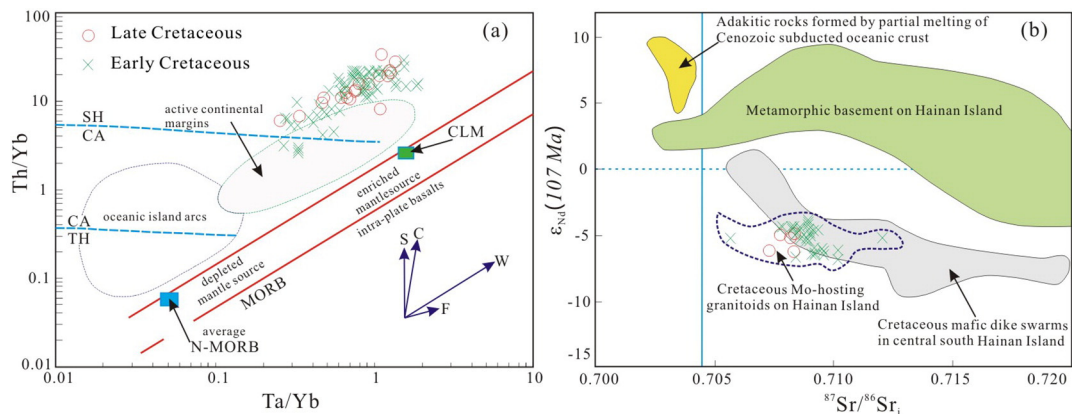 (a)
Late Cretaceous
Early Cretaceous
100
10
1
0.1
0.01
Th/Yb
active continental
margins
SH
CA
CLM
oceanic island arcs
CA
TH
enriched
mantlesource
intra-plate basalts
depleted
mantle source
MORB
S
C
W
F
average
N-MORB
0.01
0.1
1
10
Ta/Yb
(b)
Adakitic rocks formed by partial melting of
Cenozoic subducted oceanic crust
10
5
0
-5
-10
-15
εNd(107 Ma)
Metamorphic basement on Hainan Island
Cretaceous Mo-hosting
granitoids on Hainan Island
Cretaceous mafic dike swarms
in central south Hainan Island
0.700
0.705
0.710
0.715
0.720
⁸⁷Sr/⁸⁶Srᵢ